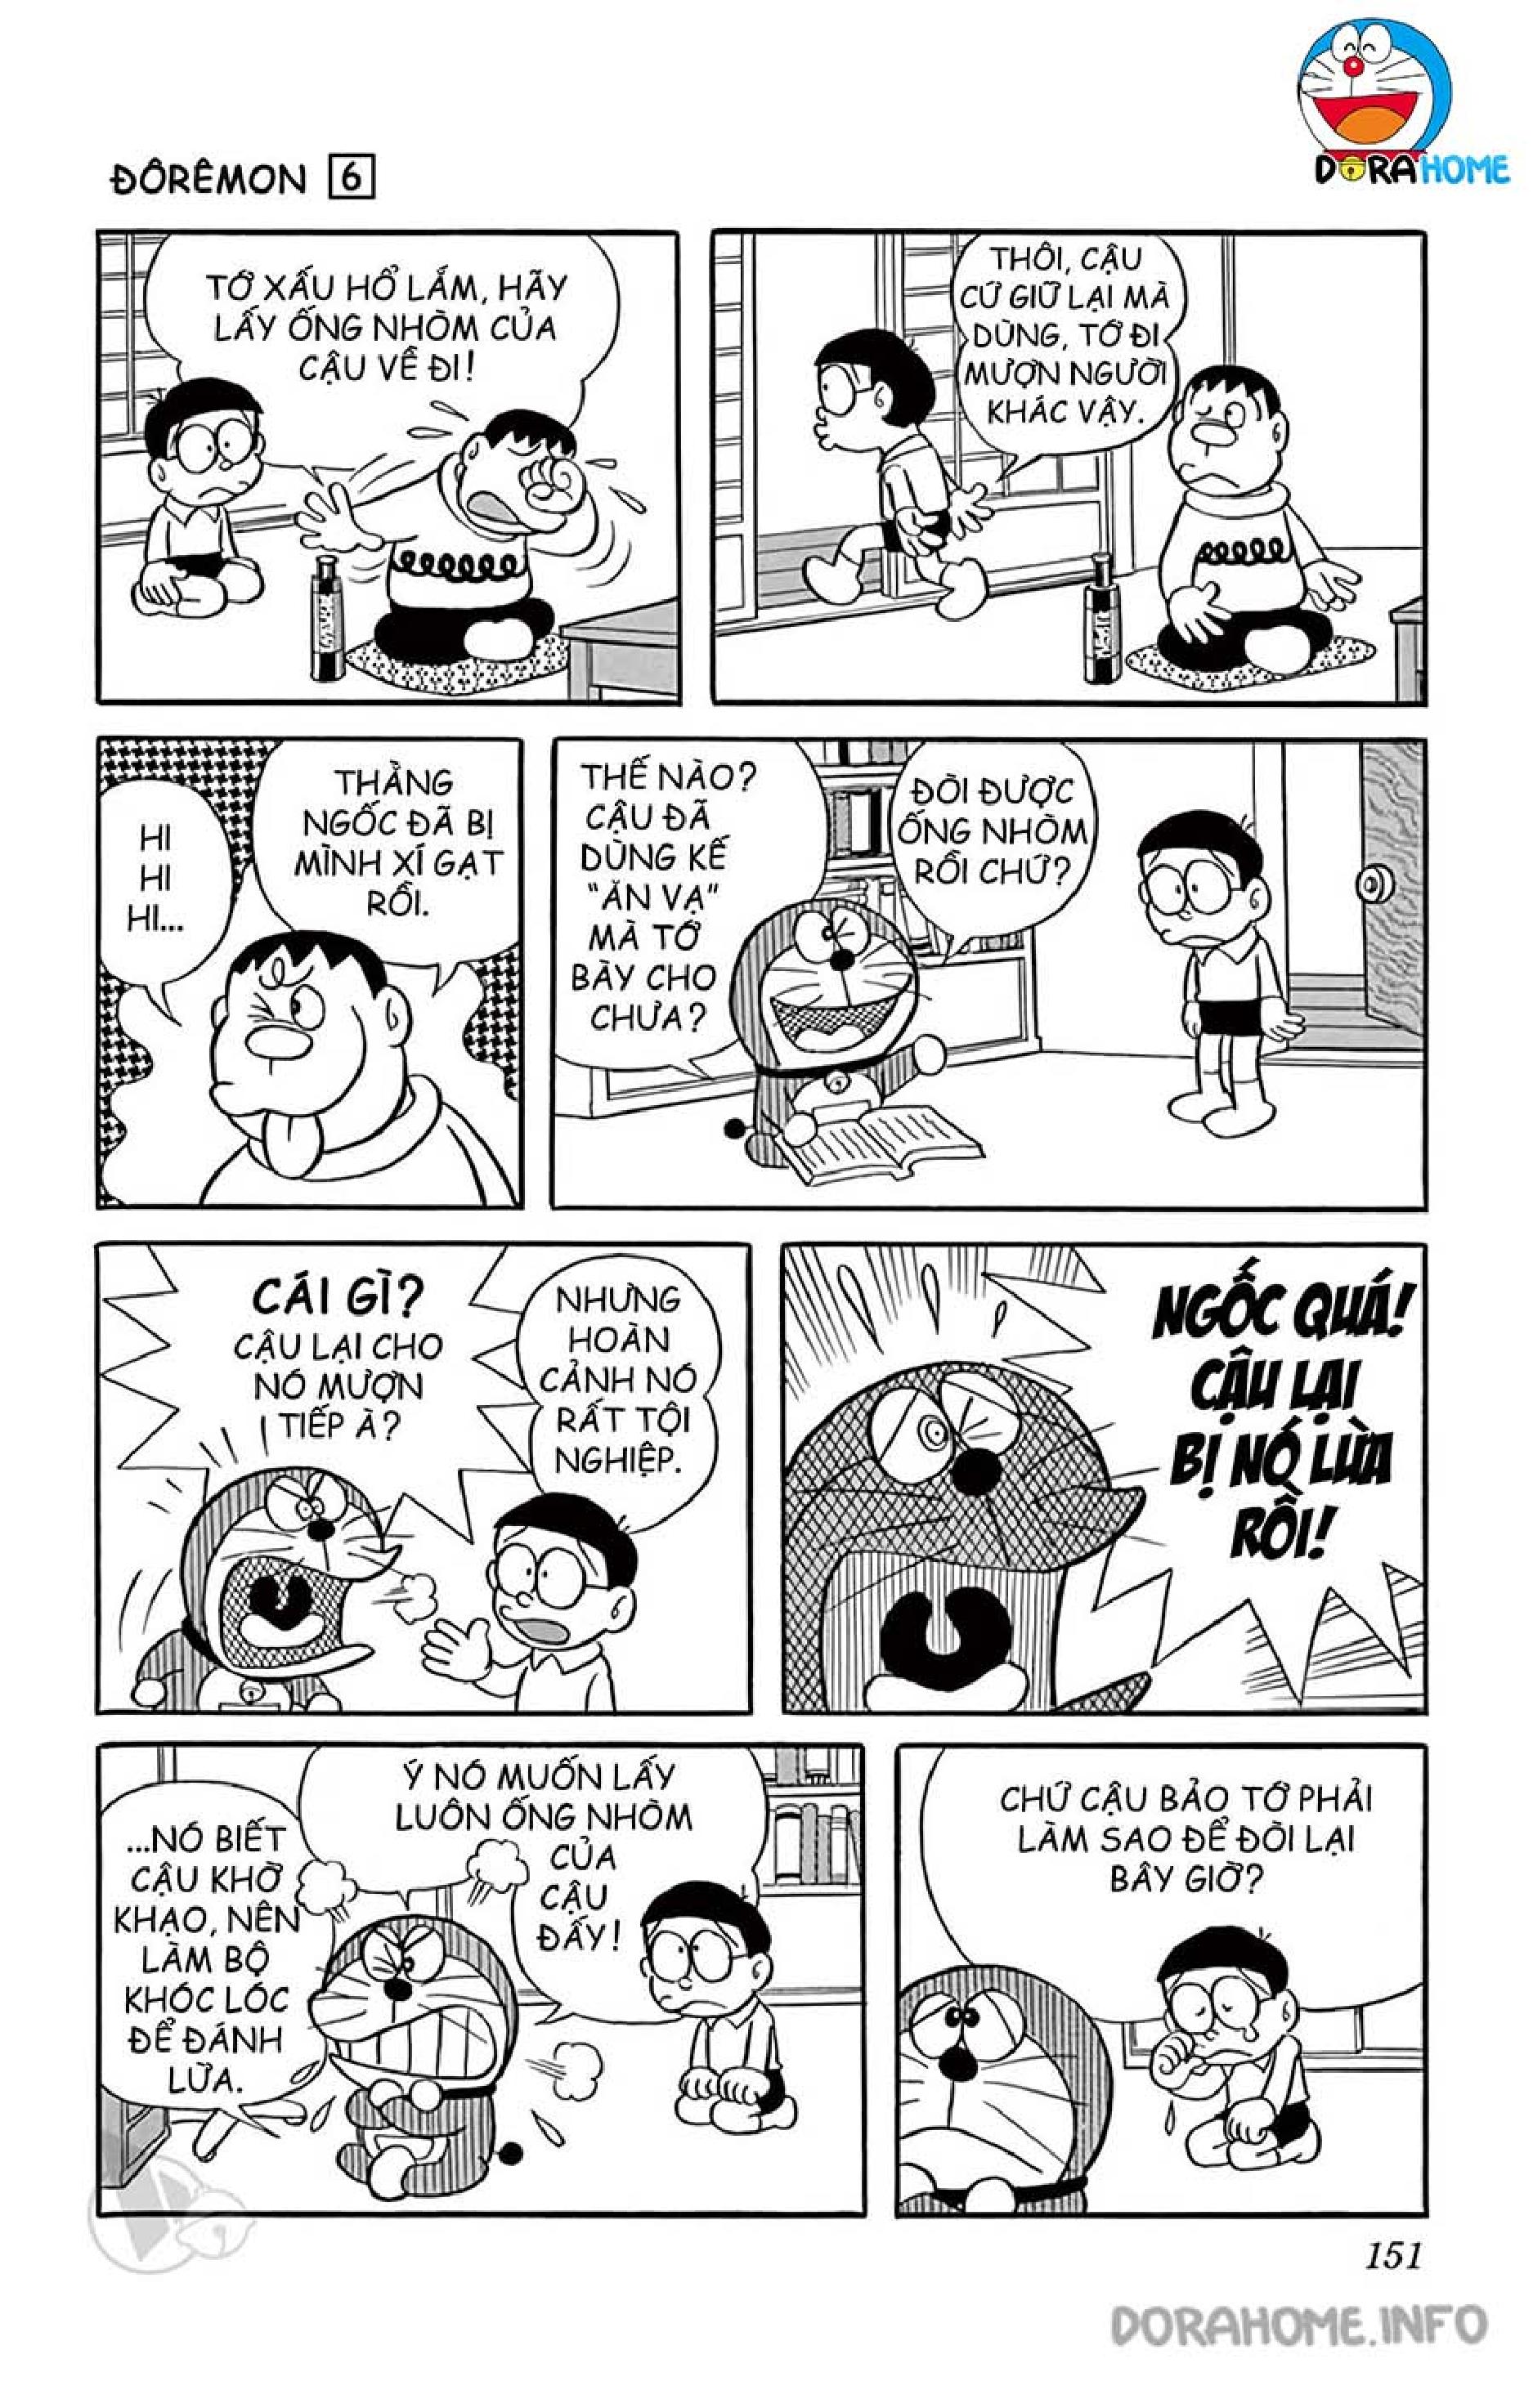 DORAHOME
ĐÔRÊMON 6
TỚ XẤU HỔ LẮM, HÃY
LẤY ỐNG NHÒM CỦA
CẬU VỀ ĐI!
THÔI, CẬU
CỨ GIỮ LẠI MÀ
DÙNG, TỚ ĐI
MƯỢN NGƯỜI
KHÁC VẬY.
HI
HI
HI...
THẰNG
NGỐC ĐÃ BỊ
MÌNH XÍ GẠT
RỒI.
THẾ NÀO?
CẬU ĐÃ
DÙNG KẾ
“ĂN VẠ”
MÀ TỚ
BÀY CHO
CHƯA?
ĐÒI ĐƯỢC
ỐNG NHÒM
RỒI CHỨ?
CÁI GÌ?
CẬU LẠI CHO
NÓ MƯỢN
TIẾP À?
NHƯNG
HOÀN
CẢNH NÓ
RẤT TỘI
NGHIỆP.
NGỐC QUÁ!
CẬU LẠI
BỊ NÓ LỪA
RỒI!
...NÓ BIẾT
CẬU KHỜ
KHẠO, NÊN
LÀM BỘ
KHÓC LÓC
ĐỂ ĐÁNH
LỪA.
Ý NÓ MUỐN LẤY
LUÔN ỐNG NHÒM
CỦA
CẬU
ĐẤY!
CHỨ CẬU BẢO TỚ PHẢI
LÀM SAO ĐỂ ĐÒI LẠI
BÂY GIỜ?
151
DORAHOME.INFO